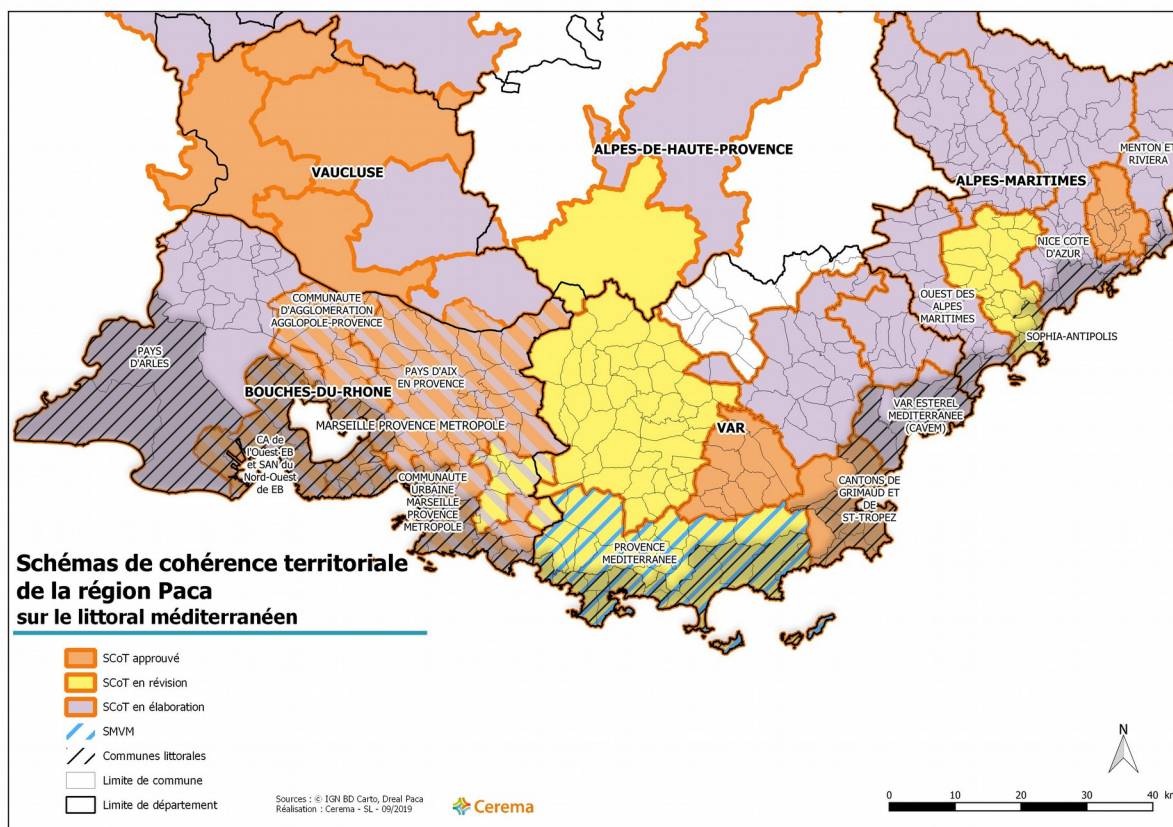 ALPES-DE-HAUTE-PROVENCE
VAUCLUSE
MENTON ET
RIVIERA
ALPES-MARITIMES
NICE COTE
D'AZUR
OUEST DES
ALPES
MARITIMES
SOPHIA-ANTIPOLIS
COMMUNAUTE
D'AGGLOMERATION
AGGLOPOLE-PROVENCE
PAYS
D'ARLES
PAYS D'AIX
EN PROVENCE
BOUCHES-DU-RHONE
MARSEILLE PROVENCE METROPOLE
VAR ESTEREL
MEDITERRANEE
(CAVEM)
VAR
CA de
l'Ouest EB
et SAN du
Nord-Ouest
de EB
COMMUNAUTE
URBAINE
MARSEILLE
PROVENCE
METROPOLE
CANTONS DE
GRIMAUD ET
DE
ST-TROPEZ
PROVENCE
MEDITERRANEE
Schémas de cohérence territoriale
de la région Paca
sur le littoral méditerranéen
SCoT approuvé
SCoT en révision
SCoT en élaboration
SMVM
Communes littorales
Limite de commune
Limite de département
Sources : © IGN BD Carto, Dreal Paca
Réalisation : Cerema - SL - 09/2019
Cerema
N
0 10 20 30 40 km